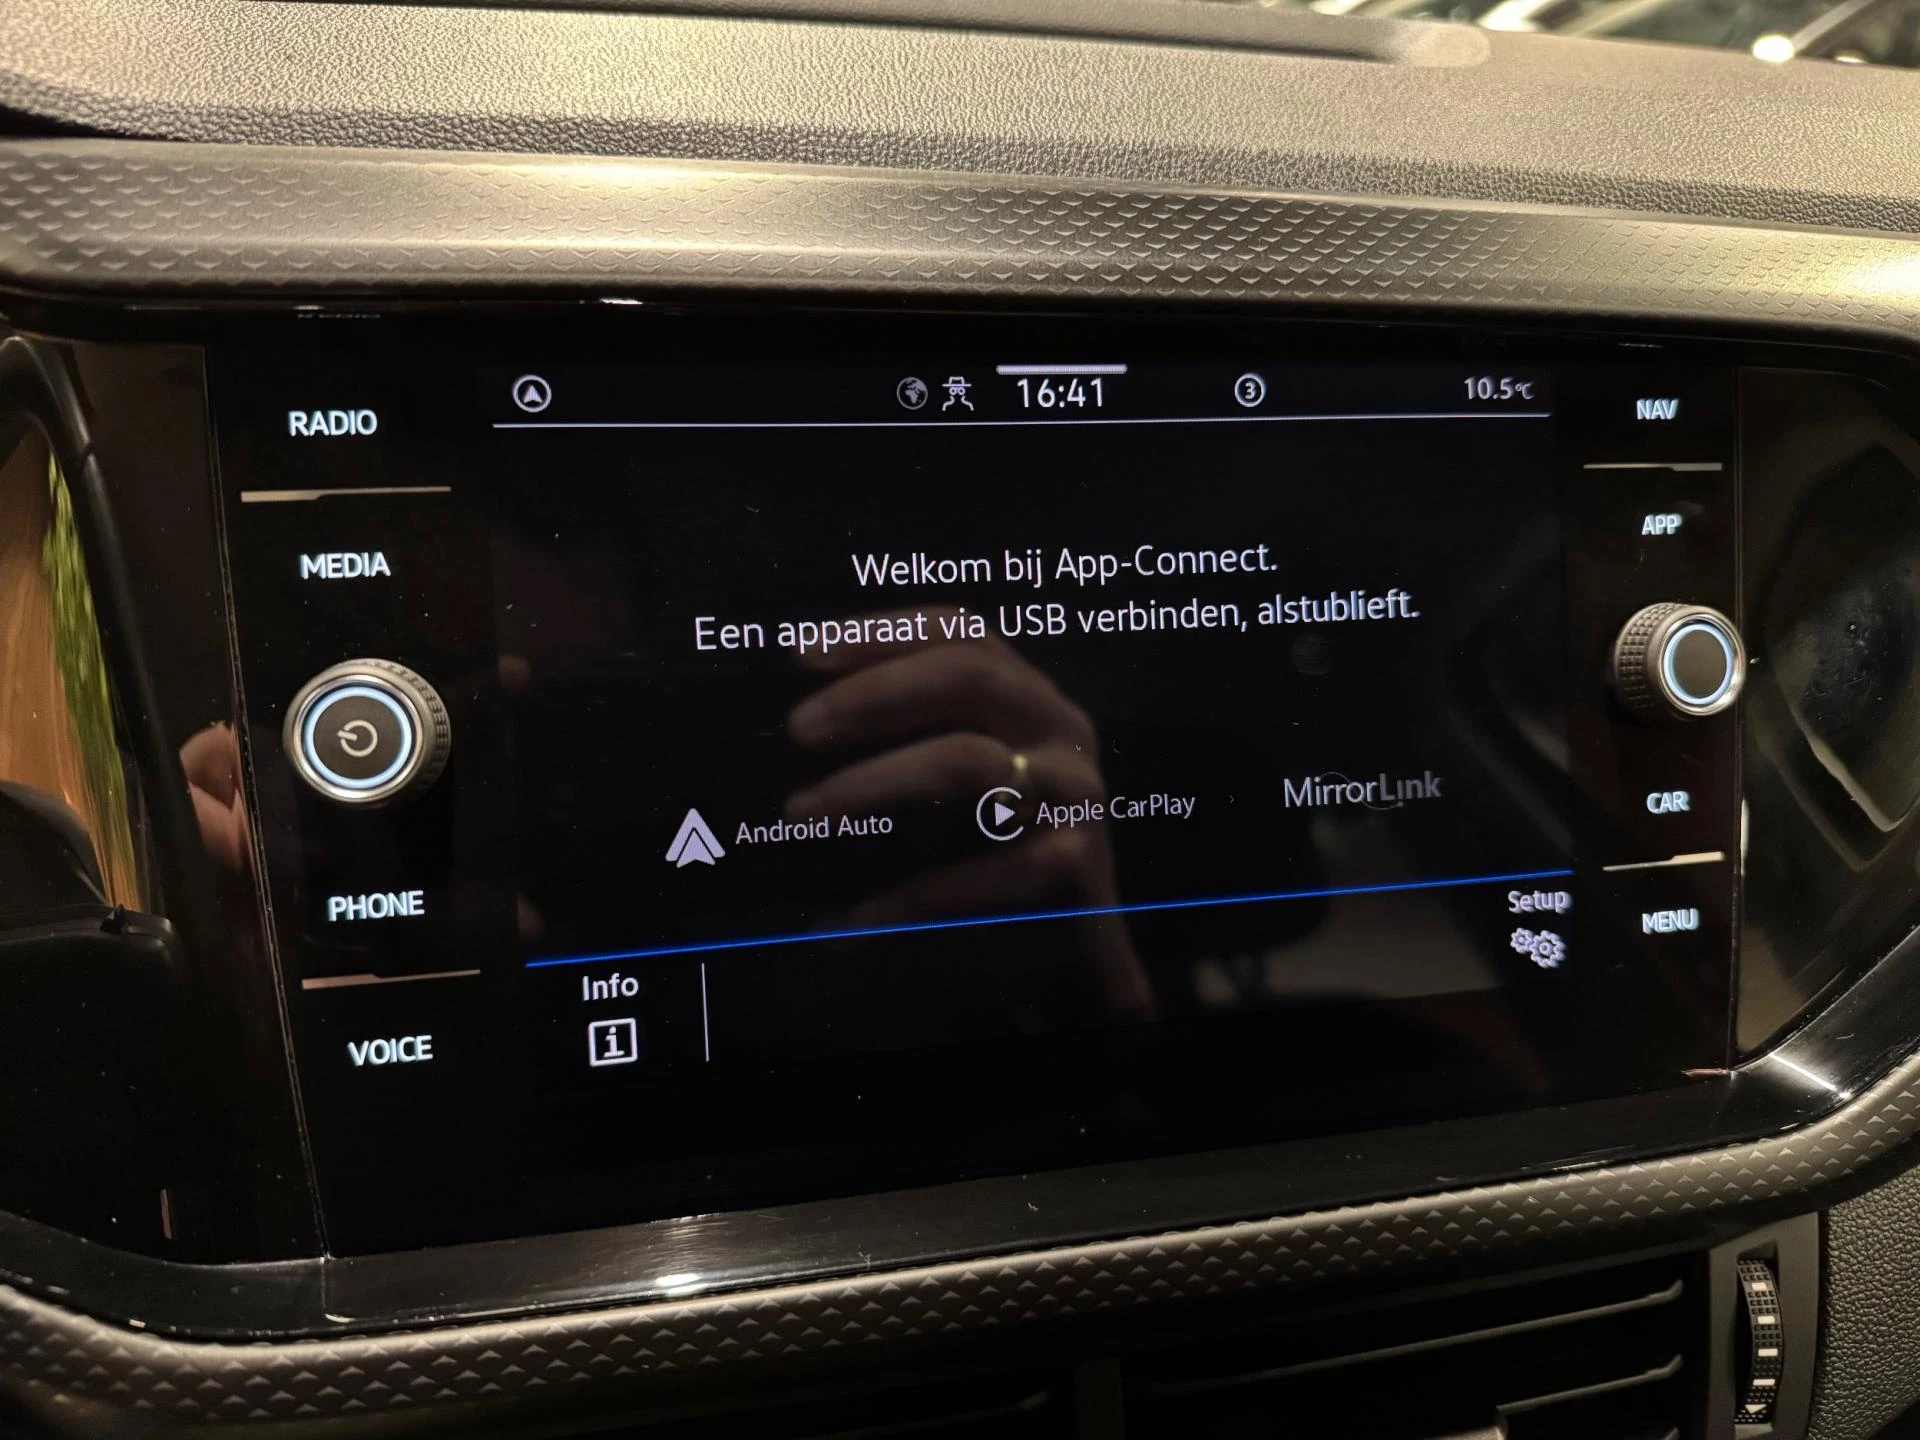 RADIO
MEDIA
PHONE
VOICE
16:41
3
10.5°C
Welkom bij App-Connect.
Een apparaat via USB verbinden, alstublieft.
Android Auto
Apple CarPlay
MirrorLink
Info
i
Setup
NAV
APP
CAR
MENU